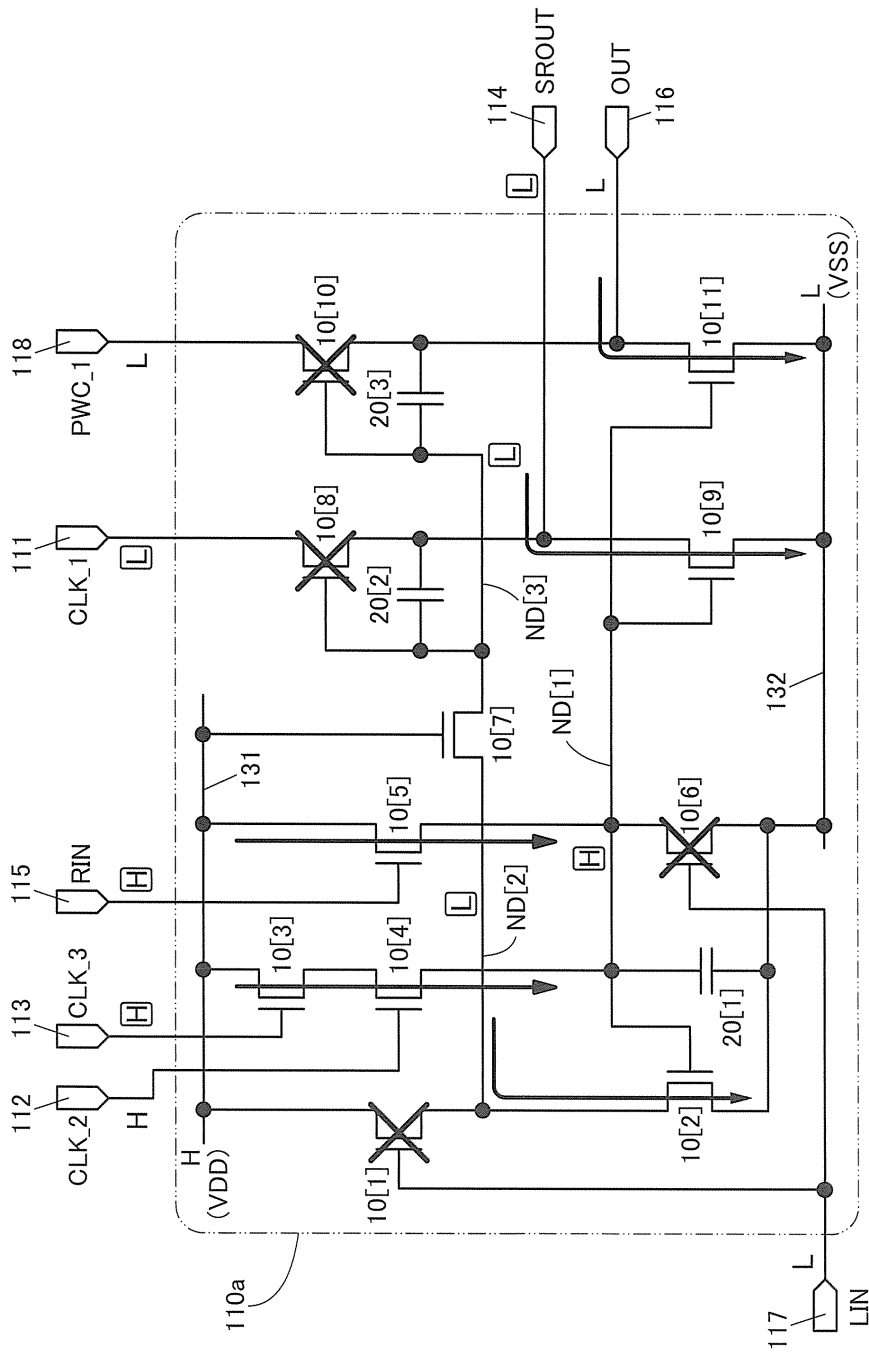 112
CLK_2
H
113
CLK_3
H
115
RIN
H
111
CLK_1
L
118
PWC_1
L
110a
H
(VDD)
131
10[1]
10[2]
10[3]
10[4]
10[5]
10[6]
10[7]
10[8]
10[9]
10[10]
10[11]
20[1]
20[2]
20[3]
L
ND[2]
H
ND[1]
L
ND[3]
132
L
(VSS)
L
114
SROUT
L
116
OUT
L
117
LIN